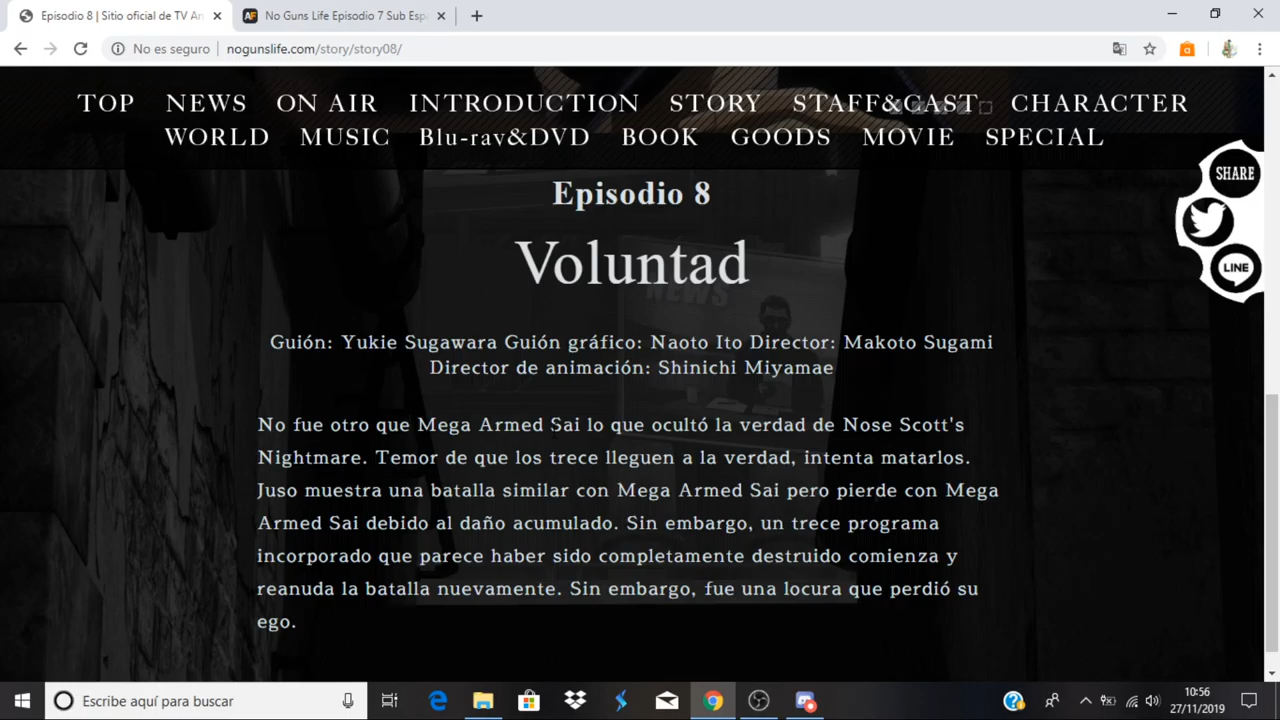 Episodio 8 | Sitio oficial de TV An
No Guns Life Episodio 7 Sub Espa
No es seguro
nogunslife.com/story/story08/
TOP NEWS ON AIR INTRODUCTION STORY STAFF&CAST CHARACTER
WORLD MUSIC Blu-ray&DVD BOOK GOODS MOVIE SPECIAL
SHARE
LINE
Episodio 8
Voluntad
NEWS
Guión: Yukie Sugawara Guión gráfico: Naoto Ito Director: Makoto Sugami
Director de animación: Shinichi Miyamae
No fue otro que Mega Armed Sai lo que ocultó la verdad de Nose Scott's
Nightmare. Temor de que los trece lleguen a la verdad, intenta matarlos.
Juso muestra una batalla similar con Mega Armed Sai pero pierde con Mega
Armed Sai debido al daño acumulado. Sin embargo, un trece programa
incorporado que parece haber sido completamente destruido comienza y
reanuda la batalla nuevamente. Sin embargo, fue una locura que perdió su
ego.
Escribe aquí para buscar
10:56
27/11/2019